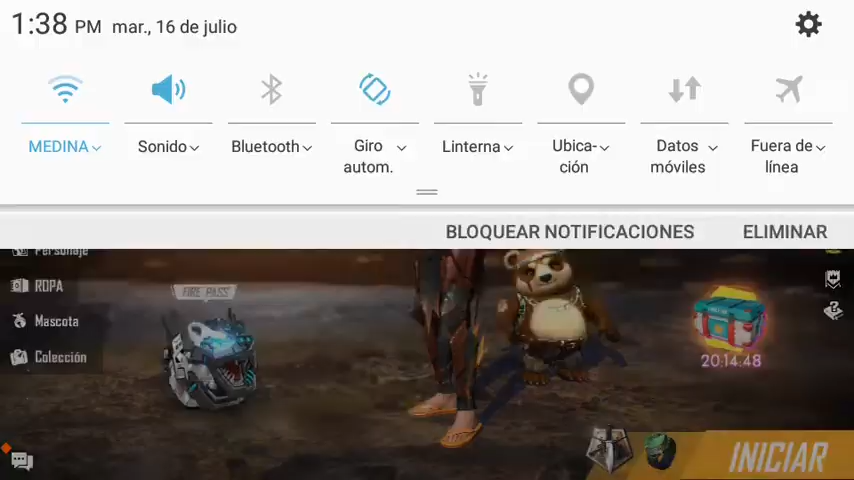 1:38 PM mar., 16 de julio
MEDINA Sonido Bluetooth Giro autom. Linterna Ubica-ción Datos móviles Fuera de línea
BLOQUEAR NOTIFICACIONES ELIMINAR
Personaje
ROPA
FIRE PASS
Mascota
Colección
20:14:48
INICIAR